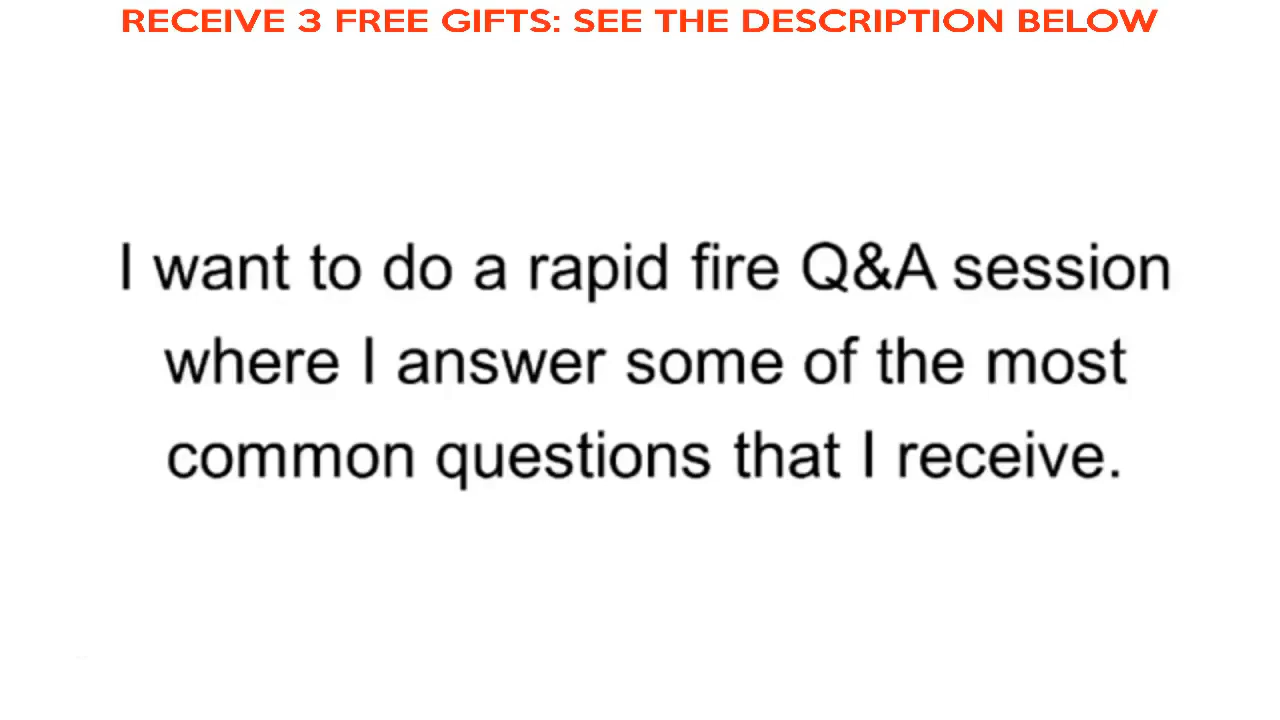 RECEIVE 3 FREE GIFTS: SEE THE DESCRIPTION BELOW
I want to do a rapid fire Q&A session
where I answer some of the most
common questions that I receive.